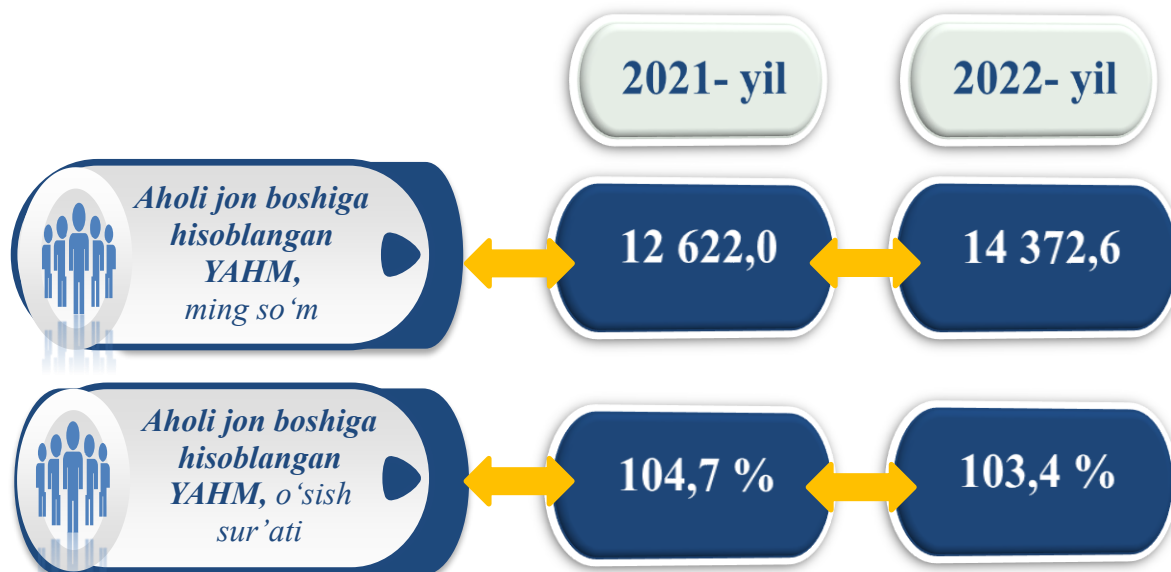 2021- yil
2022- yil
Aholi jon boshiga
hisoblangan
YAHM,
ming so‘m
12 622,0
14 372,6
Aholi jon boshiga
hisoblangan
YAHM, o‘sish
sur’ati
104,7 %
103,4 %